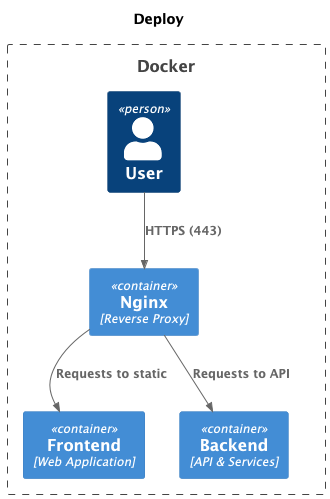 Deploy
Docker
«person»
User
HTTPS (443)
«container»
Nginx
[Reverse Proxy]
Requests to static
Requests to API
«container»
Frontend
[Web Application]
«container»
Backend
[API & Services]